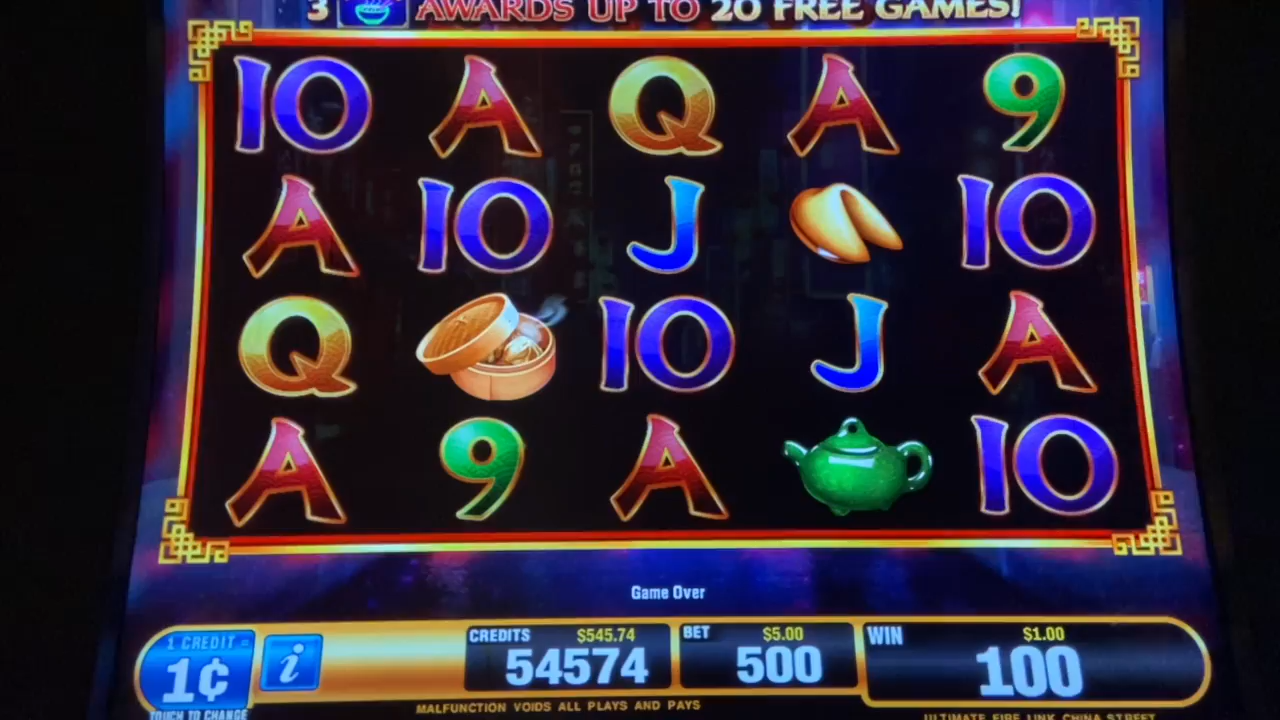 3 AWARDS UP TO 20 FREE GAMES!
10 A Q A 9
A 10 J 10
Q 10 J A
A 9 A 10
Game Over
1 CREDIT =
1¢
TOUCH TO CHANGE
i
CREDITS $545.74
54574
BET $5.00
500
WIN $1.00
100
MALFUNCTION VOIDS ALL PLAYS AND PAYS
ULTIMATE FIRE LINK CHINA STREET